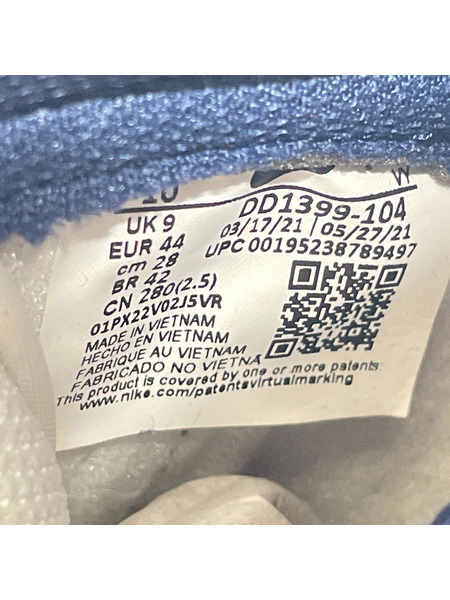 10 W
UK 9 DD1399-104
EUR 44 03/17/21 | 05/27/21
cm 28 UPC 00195238789497
BR 42
CN 280(2.5)
01PX22V02J5VR
MADE IN VIETNAM
HECHO EN VIETNAM
FABRIQUE AU VIETNAM
FABRICADO NO VIETNÃ
This product is covered by one or more patents.
www.nike.com/patentsvirtualmarking